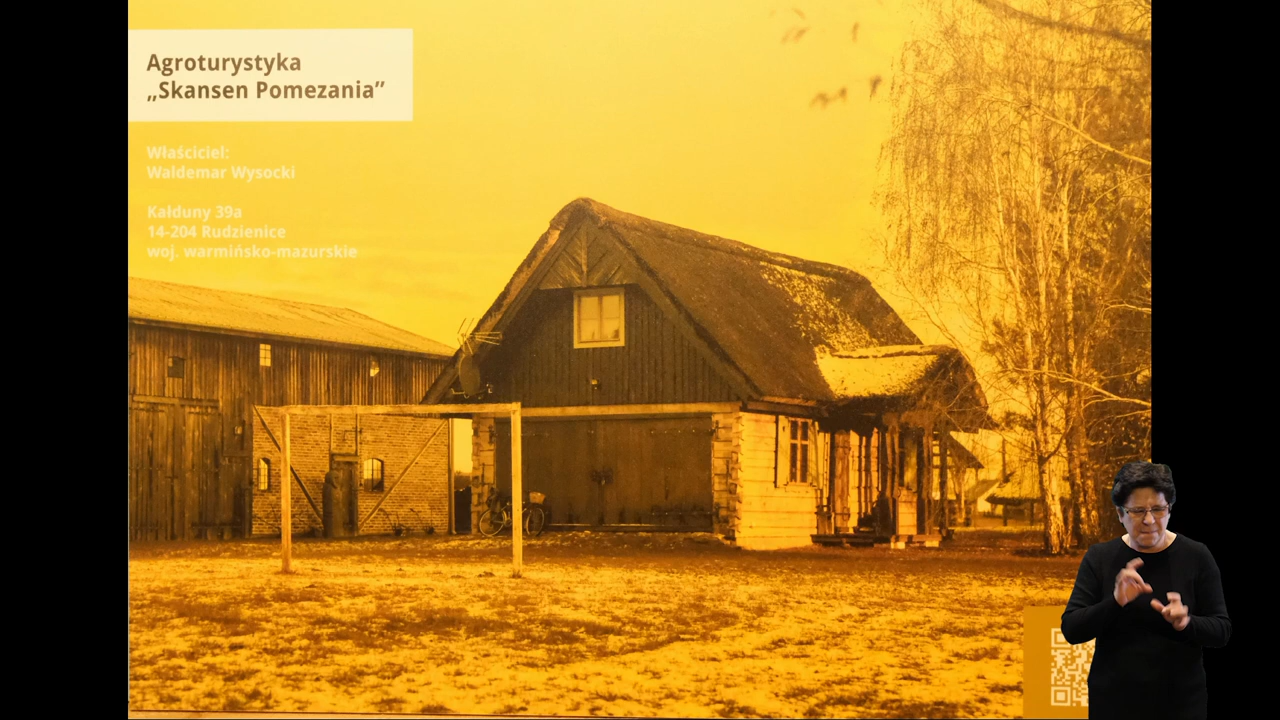 Agroturystyka
„Skansen Pomezania”
Właściciel:
Waldemar Wysocki
Kałduny 39a
14-204 Rudzienice
woj. warmińsko-mazurskie